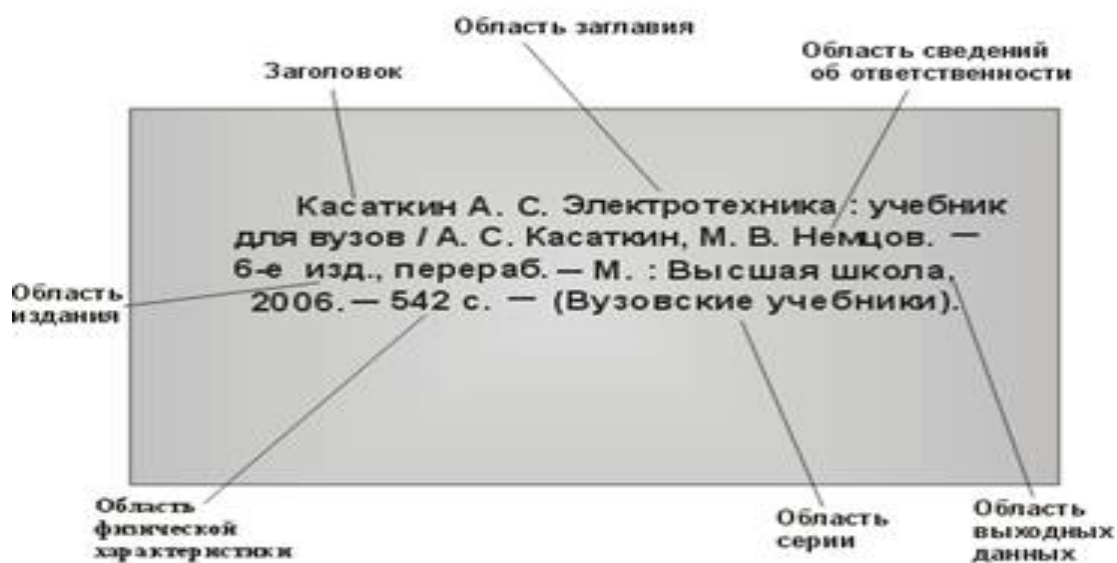 Область заглавия
Заголовок
Область сведений
об ответственности
Касаткин А. С. Электротехника : учебник
для вузов / А. С. Касаткин, М. В. Немцов. —
6-е изд., перераб. — М. : Высшая школа,
2006. — 542 с. — (Вузовские учебники).
Область
издания
Область
физической
характеристики
Область
серии
Область
выходных
данных